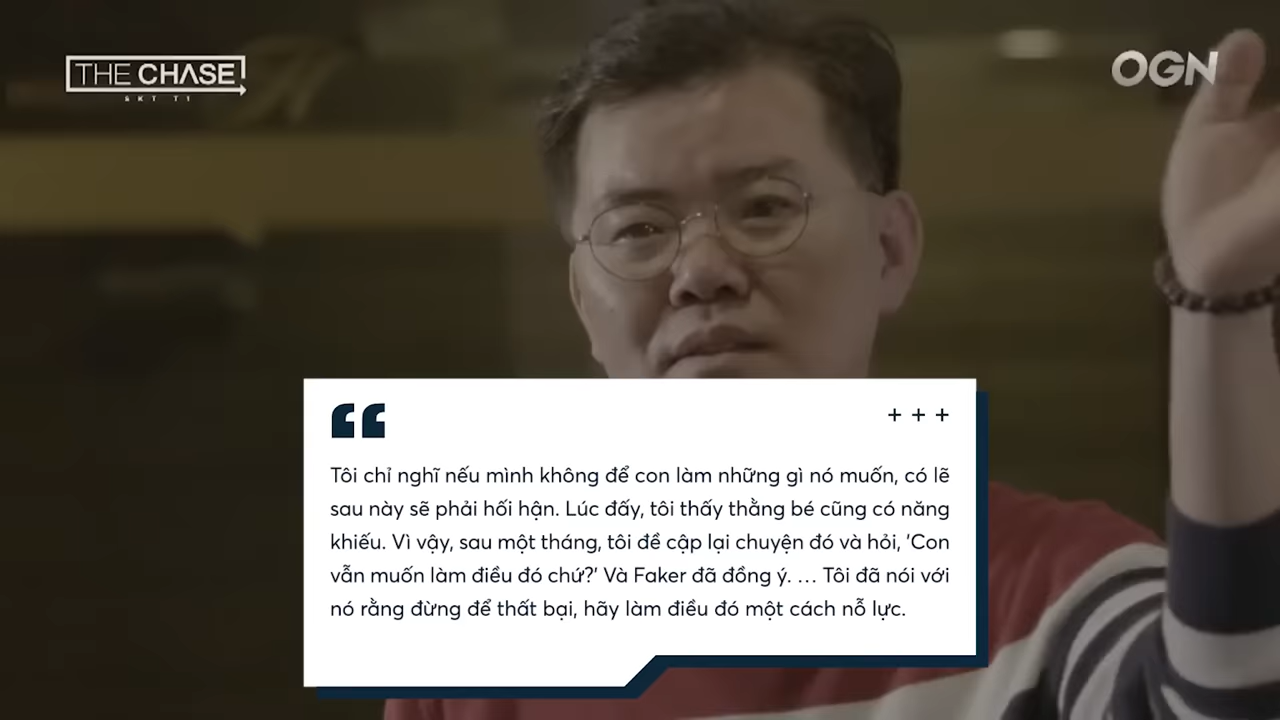 THE CHASE
SKT T1
OGN
“
+ + +
Tôi chỉ nghĩ nếu mình không để con làm những gì nó muốn, có lẽ
sau này sẽ phải hối hận. Lúc đấy, tôi thấy thằng bé cũng có năng
khiếu. Vì vậy, sau một tháng, tôi đề cập lại chuyện đó và hỏi, 'Con
vẫn muốn làm điều đó chứ?' Và Faker đã đồng ý. ... Tôi đã nói với
nó rằng đừng để thất bại, hãy làm điều đó một cách nỗ lực.